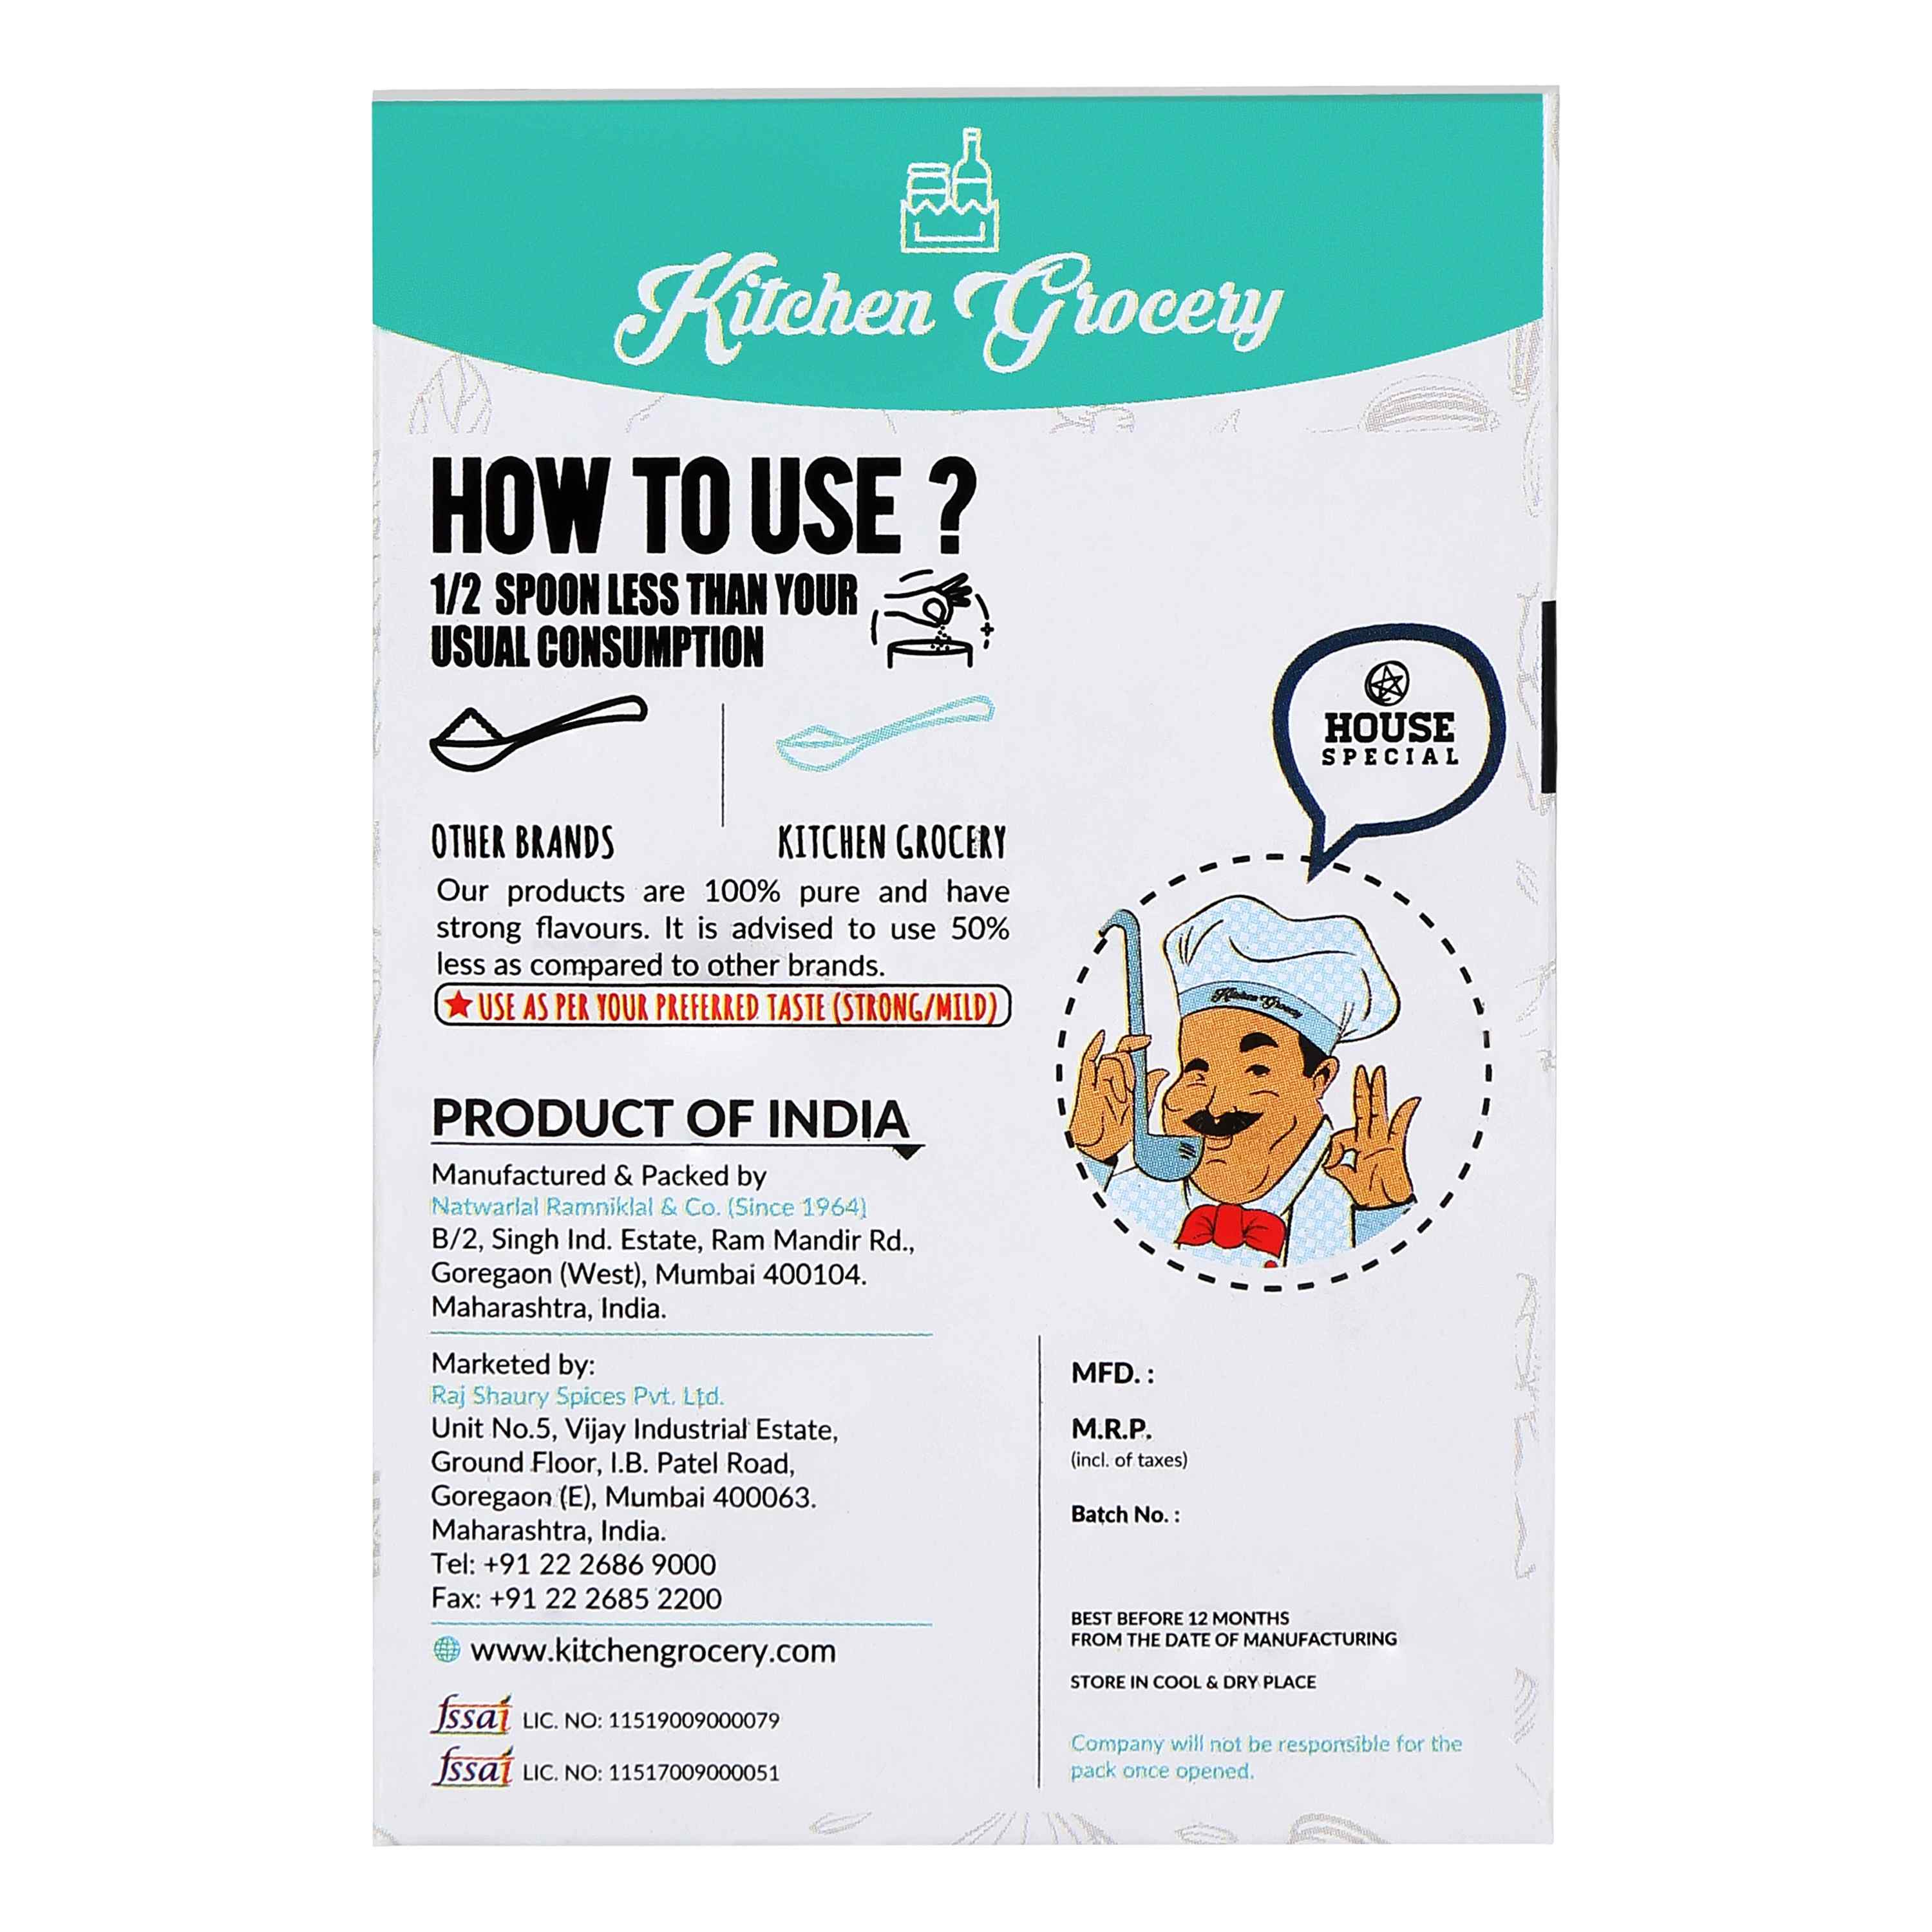 Kitchen Grocery
HOW TO USE ?
1/2 SPOON LESS THAN YOUR
USUAL CONSUMPTION
OTHER BRANDS
KITCHEN GROCERY
Our products are 100% pure and have
strong flavours. It is advised to use 50%
less as compared to other brands.
USE AS PER YOUR PREFERRED TASTE (STRONG/MILD)
HOUSE
SPECIAL
Kitchen Grocery
PRODUCT OF INDIA
Manufactured & Packed by
Natwarlal Ramniklal & Co. (Since 1964)
B/2, Singh Ind. Estate, Ram Mandir Rd.,
Goregaon (West), Mumbai 400104.
Maharashtra, India.
Marketed by:
Raj Shaury Spices Pvt. Ltd.
Unit No.5, Vijay Industrial Estate,
Ground Floor, I.B. Patel Road,
Goregaon (E), Mumbai 400063.
Maharashtra, India.
Tel: +91 22 2686 9000
Fax: +91 22 2685 2200
www.kitchengrocery.com
fssai LIC. NO: 11519009000079
fssai LIC. NO: 11517009000051
MFD. :
M.R.P.
(incl. of taxes)
Batch No. :
BEST BEFORE 12 MONTHS
FROM THE DATE OF MANUFACTURING
STORE IN COOL & DRY PLACE
Company will not be responsible for the
pack once opened.